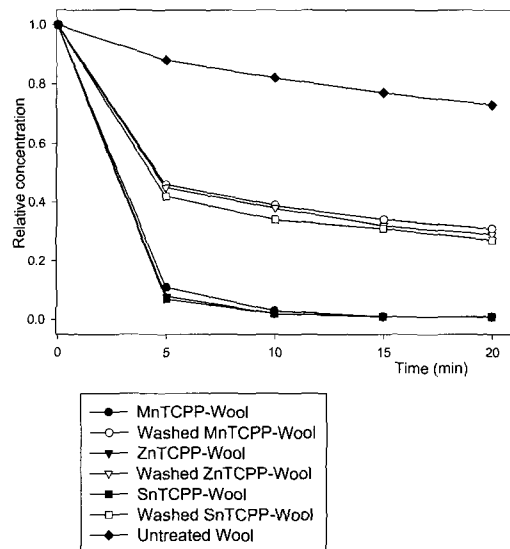 1.0
0.8
0.6
0.4
0.2
0.0
Relative concentration
0
5
10
15
20
Time (min)
MnTCPP-Wool
Washed MnTCPP-Wool
ZnTCPP-Wool
Washed ZnTCPP-Wool
SnTCPP-Wool
Washed SnTCPP-Wool
Untreated Wool